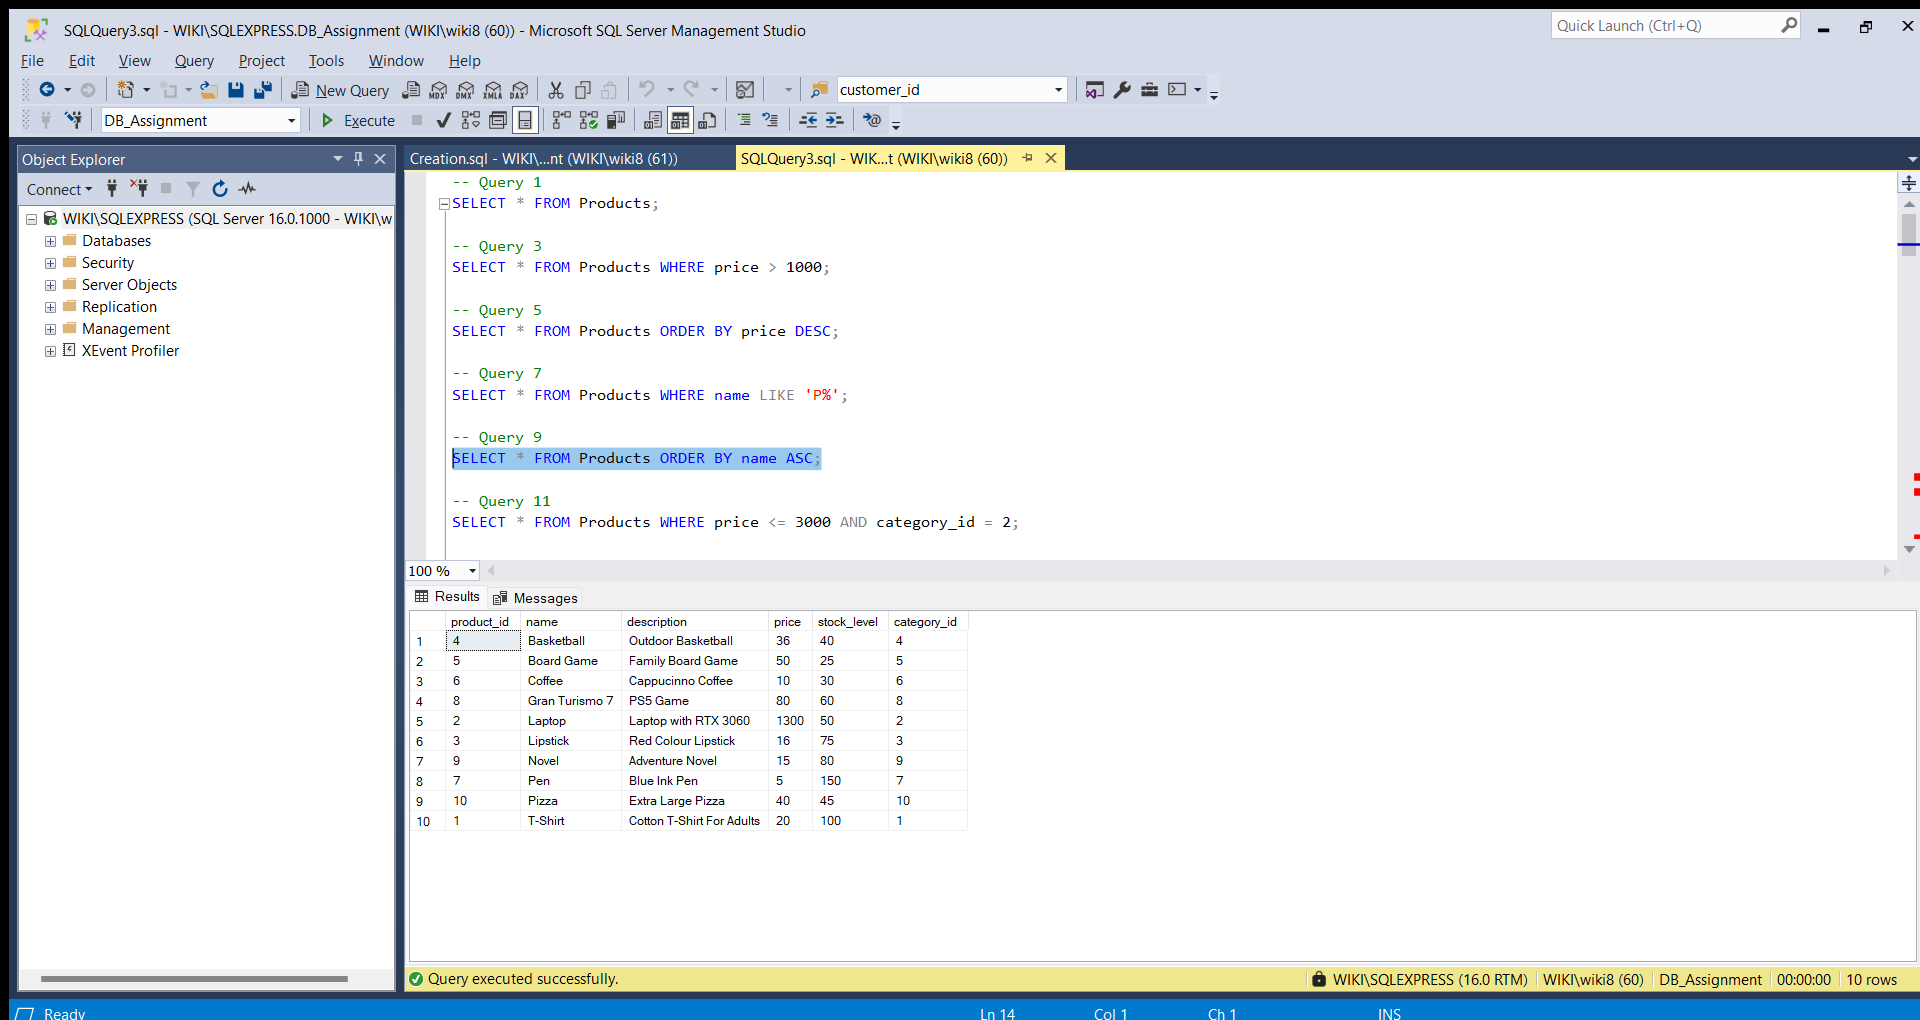 SQLQuery3.sql - WIKI\SQLEXPRESS.DB_Assignment (WIKI\wiki8 (60)) - Microsoft SQL Server Management Studio
Quick Launch (Ctrl+Q)
File Edit View Query Project Tools Window Help
New Query MDX DMX XMLA DAX customer_id
DB_Assignment Execute
Object Explorer
Creation.sql - WIKI\...nt (WIKI\wiki8 (61))
SQLQuery3.sql - WIK...t (WIKI\wiki8 (60))
Connect
WIKI\SQLEXPRESS (SQL Server 16.0.1000 - WIKI\w
Databases
Security
Server Objects
Replication
Management
XEvent Profiler
-- Query 1
SELECT * FROM Products;
-- Query 3
SELECT * FROM Products WHERE price > 1000;
-- Query 5
SELECT * FROM Products ORDER BY price DESC;
-- Query 7
SELECT * FROM Products WHERE name LIKE 'P%';
-- Query 9
SELECT * FROM Products ORDER BY name ASC;
-- Query 11
SELECT * FROM Products WHERE price <= 3000 AND category_id = 2;
100 %
Results Messages
product_id name description price stock_level category_id
1 4 Basketball Outdoor Basketball 36 40 4
2 5 Board Game Family Board Game 50 25 5
3 6 Coffee Cappucinno Coffee 10 30 6
4 8 Gran Turismo 7 PS5 Game 80 60 8
5 2 Laptop Laptop with RTX 3060 1300 50 2
6 3 Lipstick Red Colour Lipstick 16 75 3
7 9 Novel Adventure Novel 15 80 9
8 7 Pen Blue Ink Pen 5 150 7
9 10 Pizza Extra Large Pizza 40 45 10
10 1 T-Shirt Cotton T-Shirt For Adults 20 100 1
Query executed successfully.
WIKI\SQLEXPRESS (16.0 RTM) WIKI\wiki8 (60) DB_Assignment 00:00:00 10 rows
Ready Ln 14 Col 1 Ch 1 INS